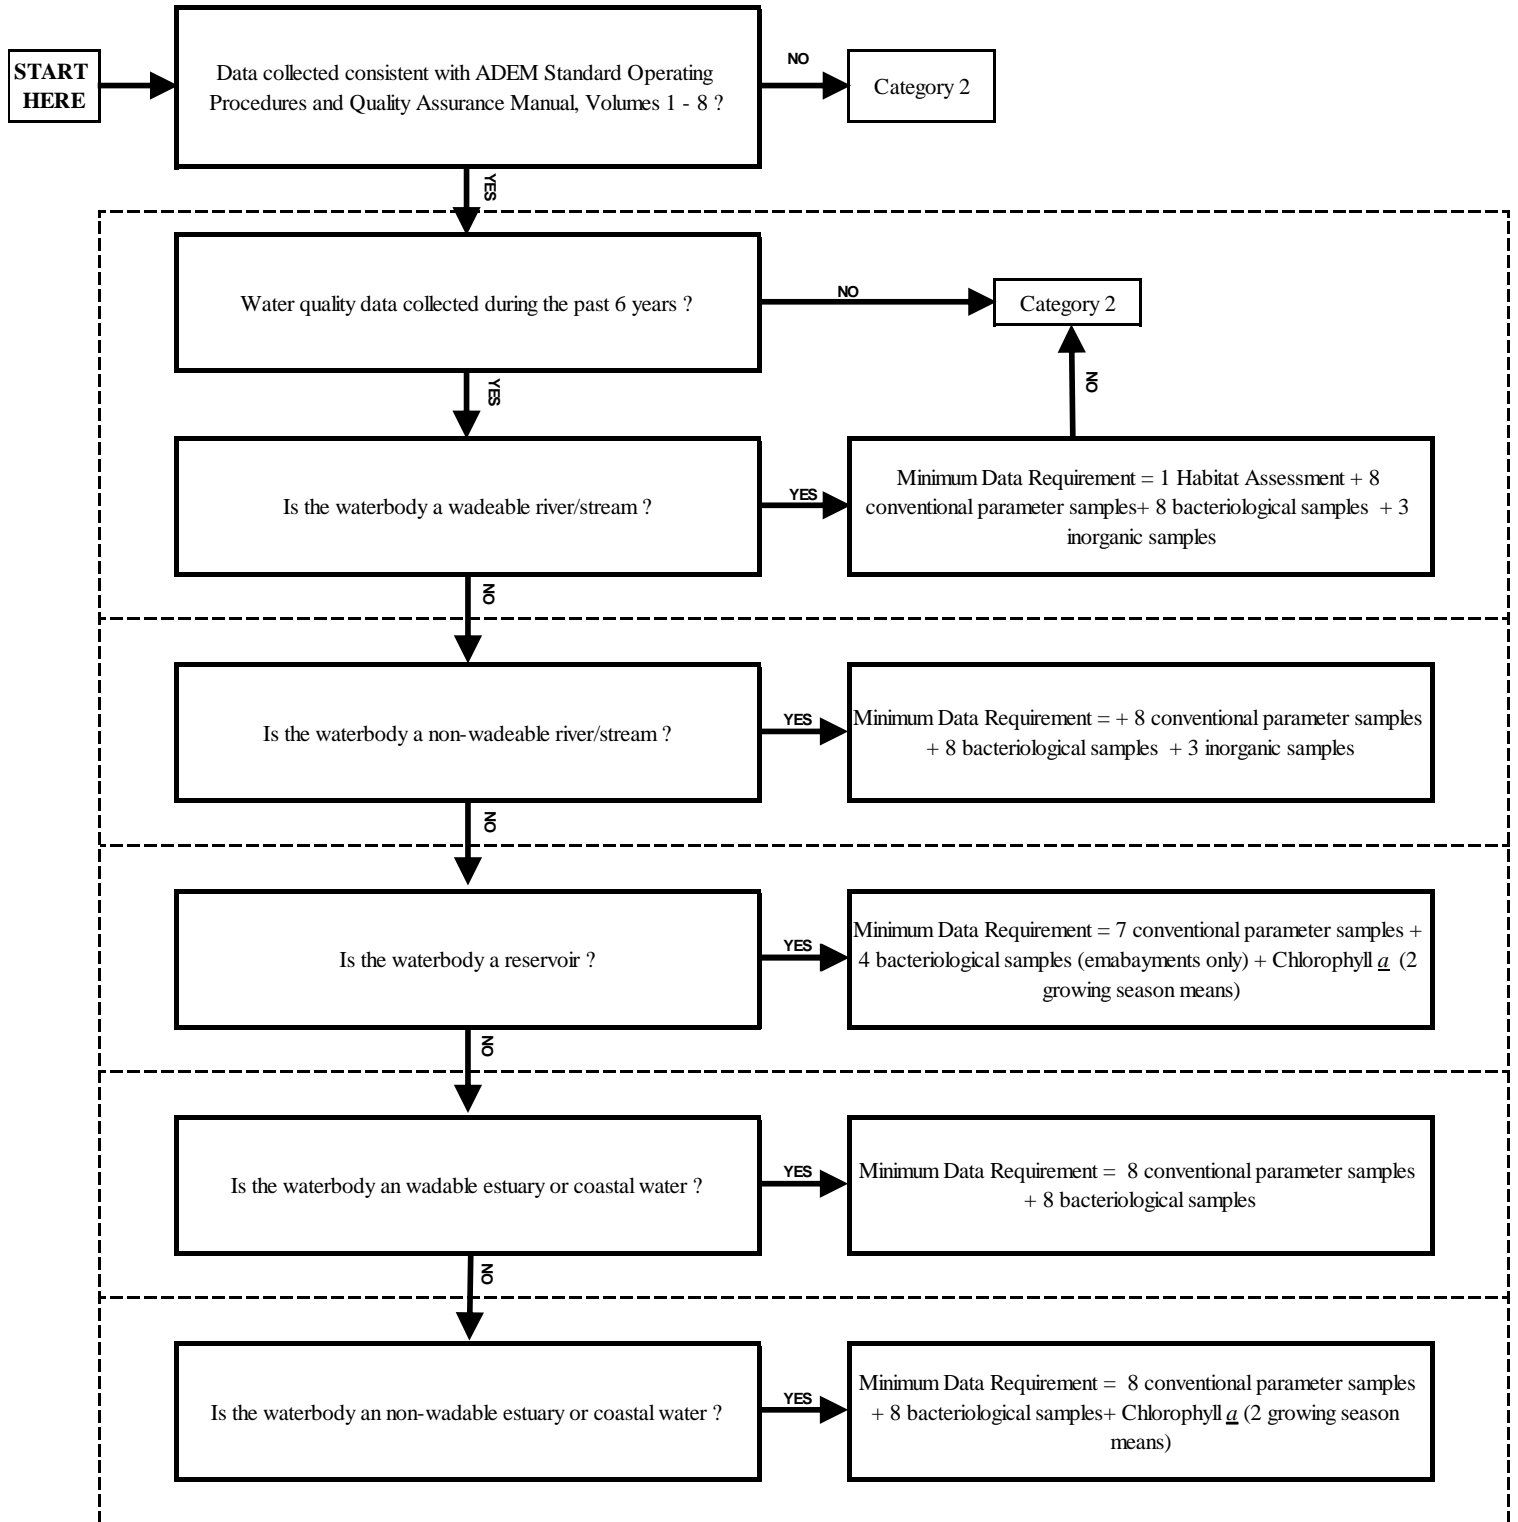 START
HERE
Data collected consistent with ADEM Standard Operating
Procedures and Quality Assurance Manual, Volumes 1 - 8 ?
NO
Category 2
YES
Water quality data collected during the past 6 years ?
NO
Category 2
YES
NO
Is the waterbody a wadeable river/stream ?
YES
Minimum Data Requirement = 1 Habitat Assessment + 8
conventional parameter samples+ 8 bacteriological samples + 3
inorganic samples
NO
Is the waterbody a non-wadeable river/stream ?
YES
Minimum Data Requirement = + 8 conventional parameter samples
+ 8 bacteriological samples + 3 inorganic samples
NO
Is the waterbody a reservoir ?
YES
Minimum Data Requirement = 7 conventional parameter samples +
4 bacteriological samples (emabayments only) + Chlorophyll a (2
growing season means)
NO
Is the waterbody an wadable estuary or coastal water ?
YES
Minimum Data Requirement = 8 conventional parameter samples
+ 8 bacteriological samples
NO
Is the waterbody an non-wadable estuary or coastal water ?
YES
Minimum Data Requirement = 8 conventional parameter samples
+ 8 bacteriological samples+ Chlorophyll a (2 growing season
means)